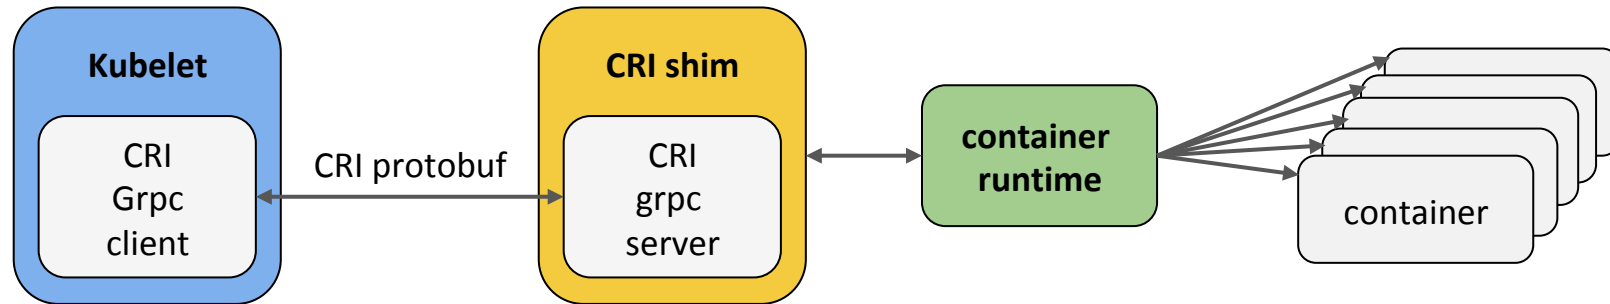 Kubelet
CRI
Grpc
client
CRI protobuf
CRI shim
CRI
grpc
server
container
runtime
container